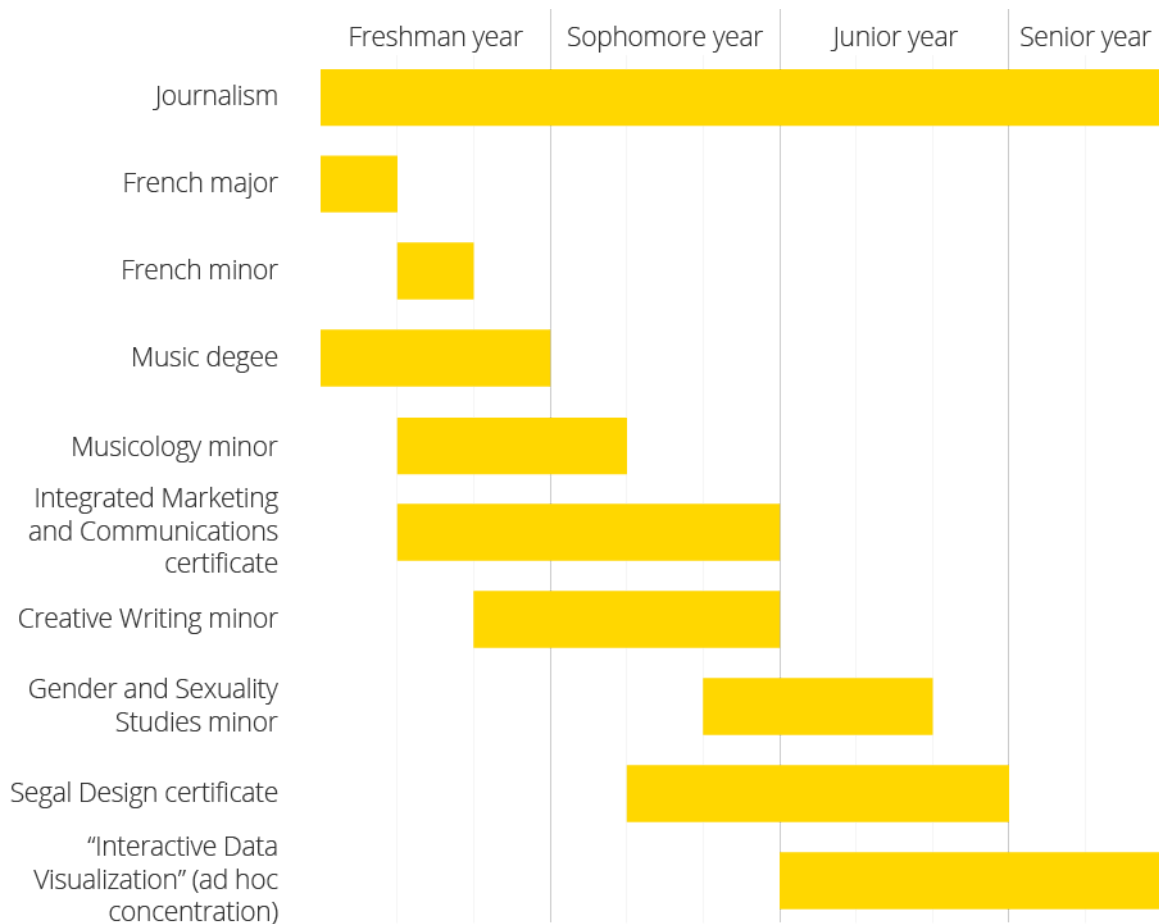 Freshman year
Sophomore year
Junior year
Senior year
Journalism
French major
French minor
Music degee
Musicology minor
Integrated Marketing
and Communications
certificate
Creative Writing minor
Gender and Sexuality
Studies minor
Segal Design certificate
“Interactive Data
Visualization” (ad hoc
concentration)